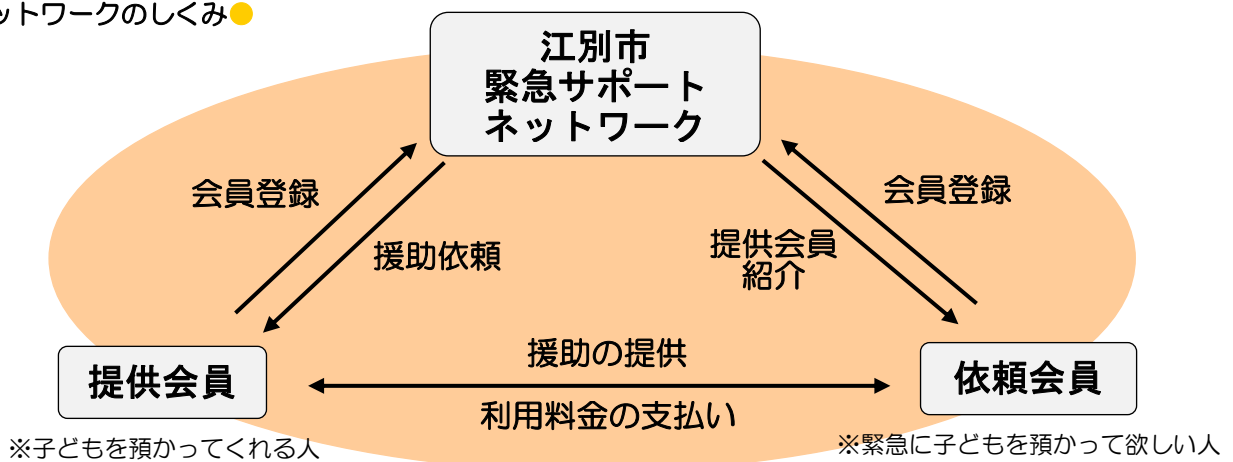 ットワークのしくみ●
江別市
緊急サポート
ネットワーク
会員登録
会員登録
援助依頼
提供会員
紹介
援助の提供
提供会員
依頼会員
利用料金の支払い
※子どもを預かってくれる人
※緊急に子どもを預かって欲しい人